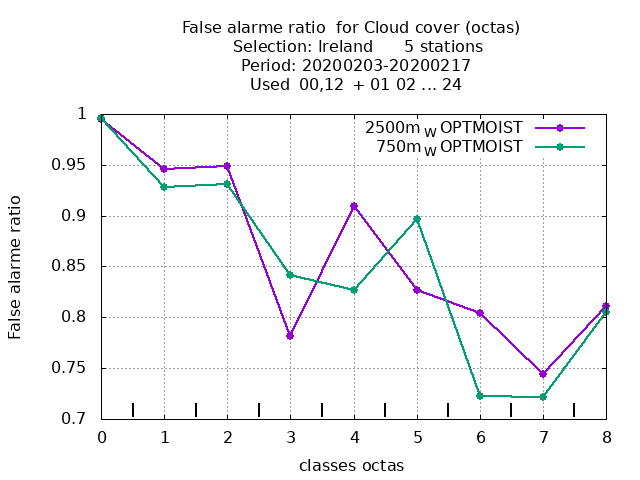 False alarme ratio  for Cloud cover (octas)
Selection: Ireland      5 stations
Period: 20200203-20200217
Used  00,12  + 01 02 ... 24
2500m W OPTMOIST
750m W OPTMOIST
False alarme ratio
1
0.95
0.9
0.85
0.8
0.75
0.7
0 1 2 3 4 5 6 7 8
classes octas